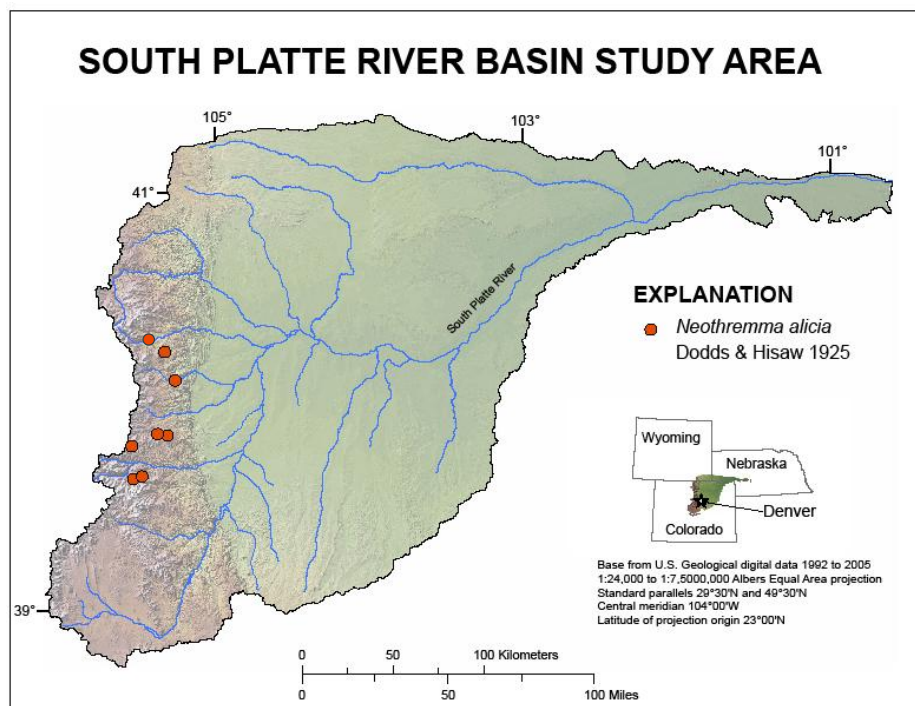 SOUTH PLATTE RIVER BASIN STUDY AREA
105°
103°
101°
41°
South Platte River
EXPLANATION
Neothremma alicia
Dodds & Hisaw 1925
Wyoming
Nebraska
Denver
Colorado
39°
Base from U.S. Geological digital data 1992 to 2005
1:24,000 to 1:7,5000,000 Albers Equal Area projection
Standard parallels 29°30'N and 49°30'N
Central meridian 104°00'W
Latitude of projection origin 23°00'N
0 50 100 Kilometers
0 50 100 Miles